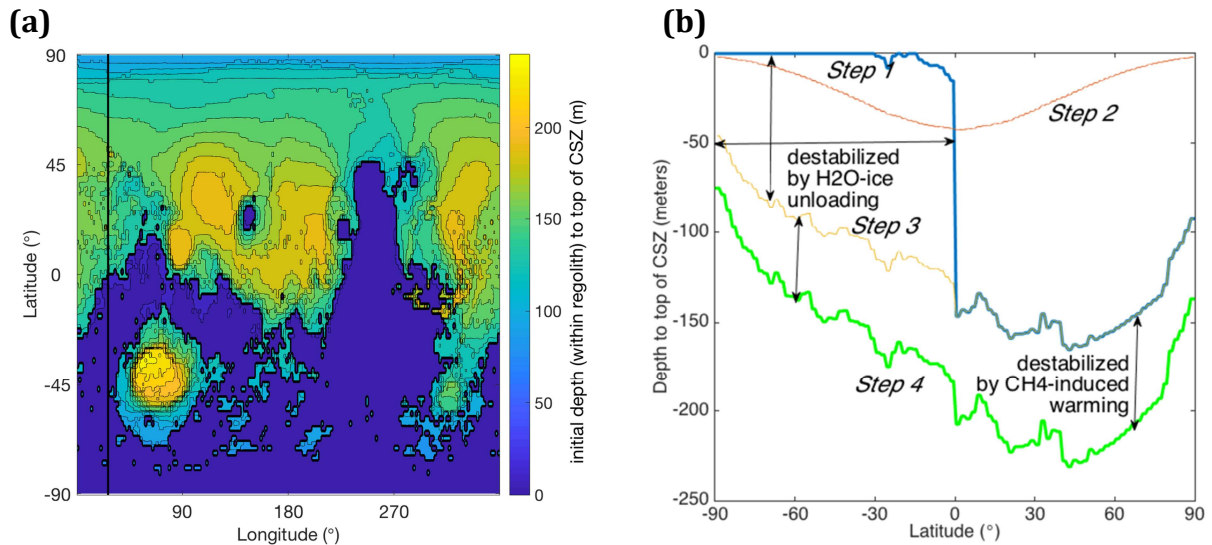 (a)
90
45
0
-45
-90
Latitude (°)
90
180
270
Longitude (°)
200
150
100
50
0
initial depth (within regolith) to top of CSZ (m)
(b)
0
-50
-100
-150
-200
-250
Depth to top of CSZ (meters)
Step 1
Step 2
destabilized
by H2O-ice
unloading
Step 3
destabilized
by CH4-induced
warming
Step 4
-90
-60
-30
0
30
60
90
Latitude (°)